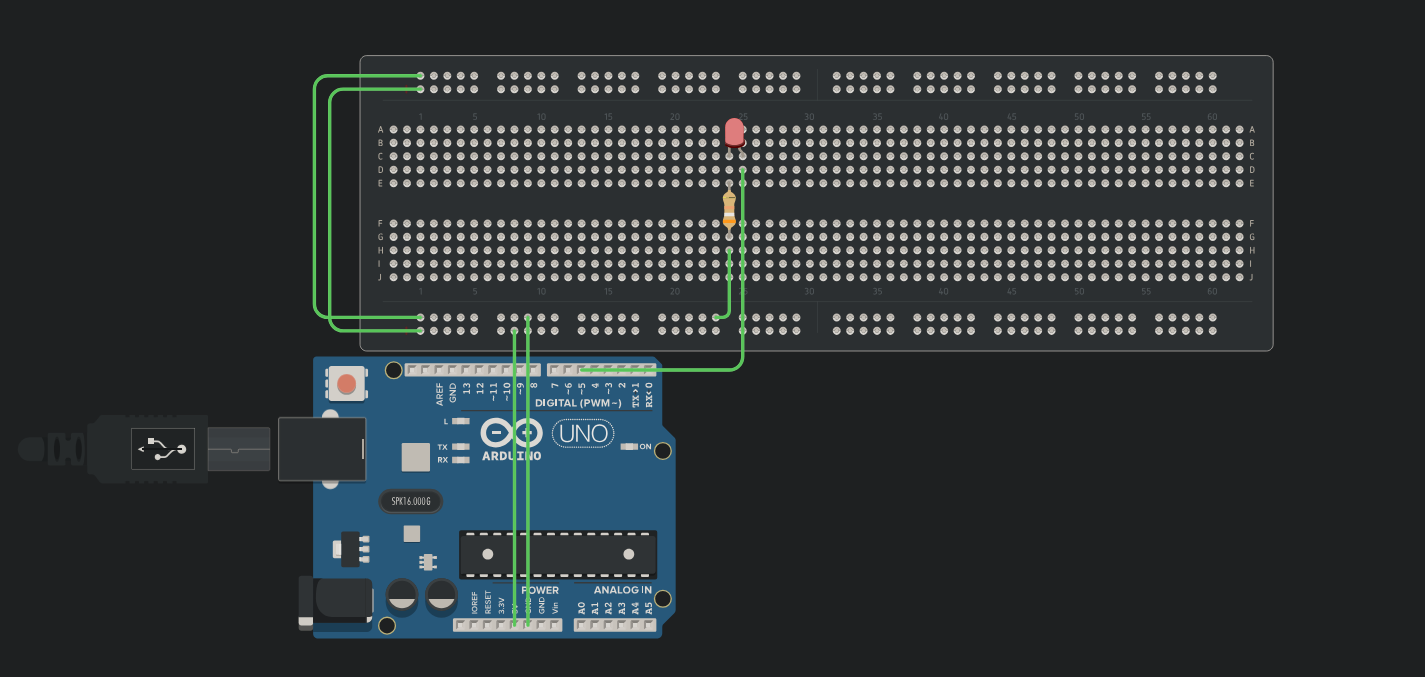 1 5 10 15 20 25 30 35 40 45 50 55 60
A A
B B
C C
D D
E E
F F
G G
H H
I I
J J
1 5 10 15 20 25 30 35 40 45 50 55 60
AREF
GND
13
12
~11
~10
~9
8
7
~6
~5
4
~3
2
TX→1
RX←0
DIGITAL (PWM~)
L
TX
RX
ARDUINO
UNO
ON
SPK16.000G
POWER
ANALOG IN
IOREF
RESET
3.3V
5V
GND
GND
Vin
A0
A1
A2
A3
A4
A5